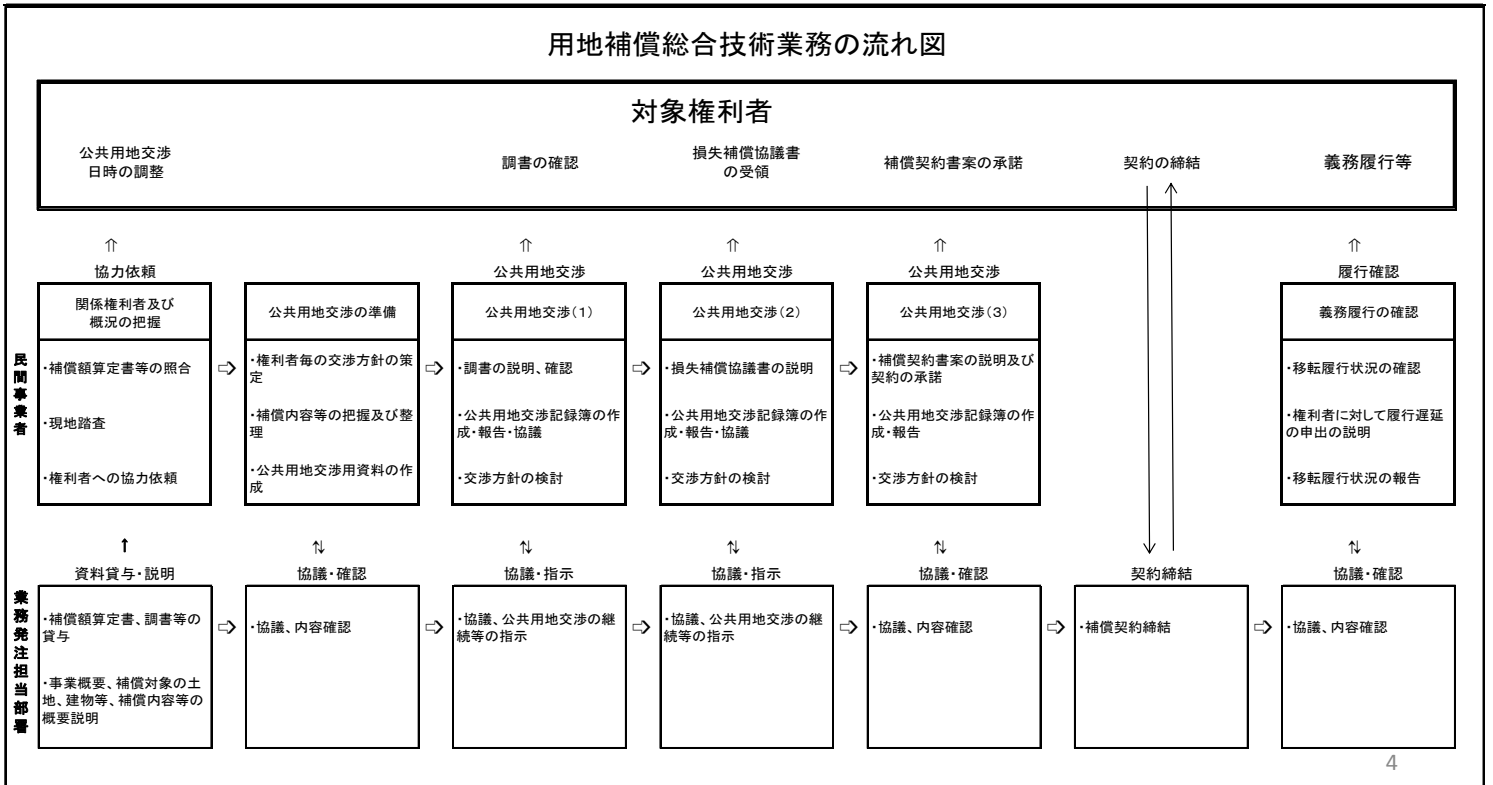 用地補償総合技術業務の流れ図
対象権利者
公共用地交渉
日時の調整
調書の確認
損失補償協議書
の受領
補償契約書案の承諾
契約の締結
義務履行等
⇑
⇑
⇑
⇑
⇑
協力依頼
公共用地交渉
公共用地交渉
公共用地交渉
履行確認
民間事業者
関係権利者及び
概況の把握
・補償額算定書等の照合
・現地踏査
・権利者への協力依頼
⇨
公共用地交渉の準備
・権利者毎の交渉方針の策
定
・補償内容等の把握及び整
理
・公共用地交渉用資料の作
成
⇨
公共用地交渉(1)
・調書の説明、確認
・公共用地交渉記録簿の作
成・報告・協議
・交渉方針の検討
⇨
公共用地交渉(2)
・損失補償協議書の説明
・公共用地交渉記録簿の作
成・報告・協議
・交渉方針の検討
⇨
公共用地交渉(3)
・補償契約書案の説明及び
契約の承諾
・公共用地交渉記録簿の作
成・報告
・交渉方針の検討
義務履行の確認
・移転履行状況の確認
・権利者に対して履行遅延
の申出の説明
・移転履行状況の報告
↑
⇅
⇅
⇅
⇅
⇅
資料貸与・説明
協議・確認
協議・指示
協議・指示
協議・確認
契約締結
協議・確認
業務発注担当部署
・補償額算定書、調書等の
貸与
・事業概要、補償対象の土
地、建物等、補償内容等の
概要説明
⇨
・協議、内容確認
⇨
・協議、公共用地交渉の継
続等の指示
⇨
・協議、公共用地交渉の継
続等の指示
⇨
・協議、内容確認
⇨
・補償契約締結
⇨
・協議、内容確認
4